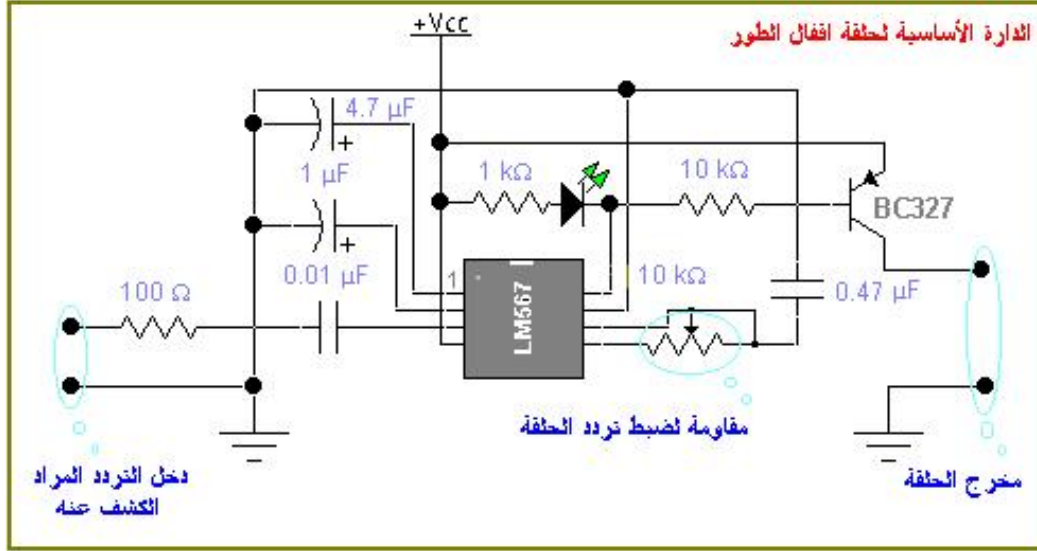 الدارة الأساسية لحلقة اقفال الطور
+Vcc
4.7 µF
1 µF
1 kΩ
10 kΩ
BC327
0.01 µF
100 Ω
1
LM567
10 kΩ
0.47 µF
مقاومة لضبط تردد الحلقة
دخل التردد المراد
الكشف عنه
مخرج الحلقة